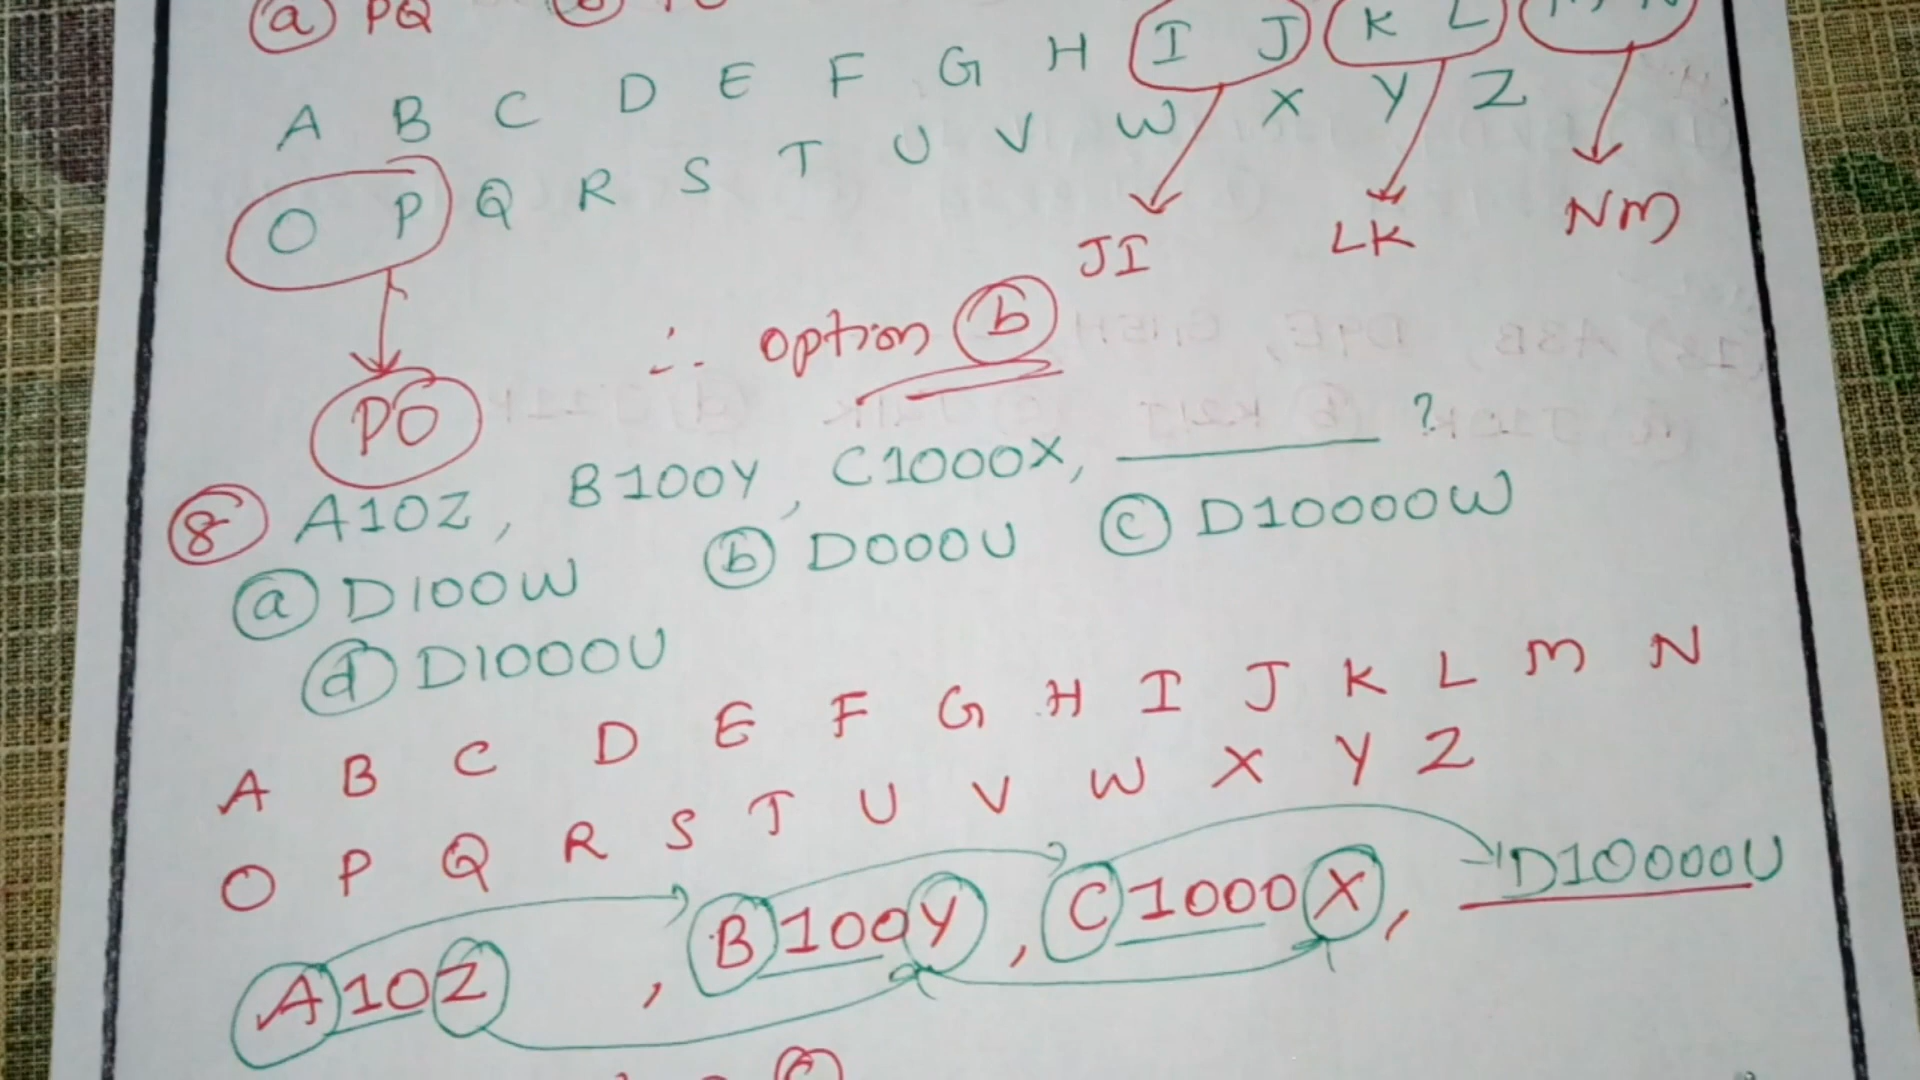 (a) PQ
A B C D E F G H I J K L M N
O P Q R S T U V W X Y Z
JI LK NM
∴ option (b)
PO
(8) A10Z, B100Y, C1000X, ______ ?
(a) D100W (b) D000U (c) D10000W
(d) D1000U
A B C D E F G H I J K L M N
O P Q R S T U V W X Y Z
A10Z, B100Y, C1000X, D10000U